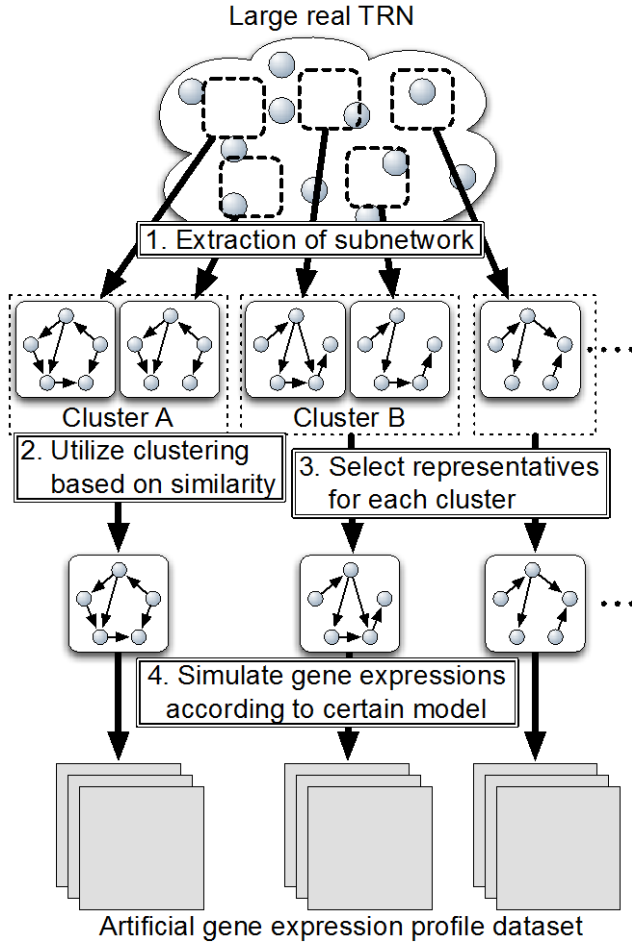 Large real TRN
1. Extraction of subnetwork
Cluster A
Cluster B
2. Utilize clustering
based on similarity
3. Select representatives
for each cluster
4. Simulate gene expressions
according to certain model
Artificial gene expression profile dataset